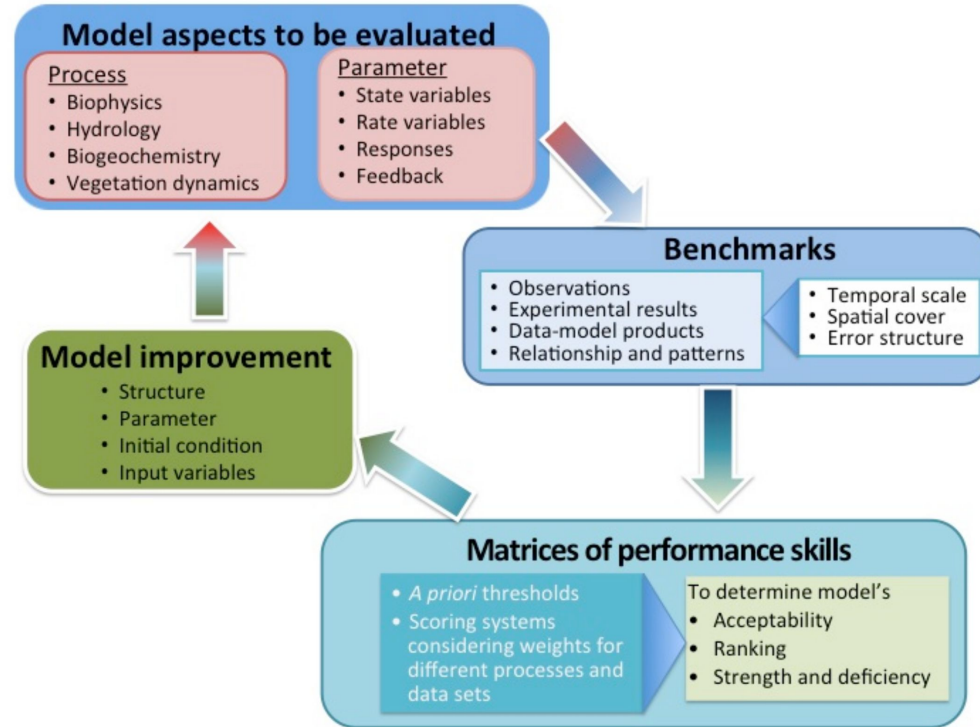 Model aspects to be evaluated
Process
• Biophysics
• Hydrology
• Biogeochemistry
• Vegetation dynamics
Parameter
• State variables
• Rate variables
• Responses
• Feedback
Benchmarks
• Observations
• Experimental results
• Data-model products
• Relationship and patterns
• Temporal scale
• Spatial cover
• Error structure
Matrices of performance skills
• A priori thresholds
• Scoring systems
considering weights for
different processes and
data sets
To determine model's
• Acceptability
• Ranking
• Strength and deficiency
Model improvement
• Structure
• Parameter
• Initial condition
• Input variables